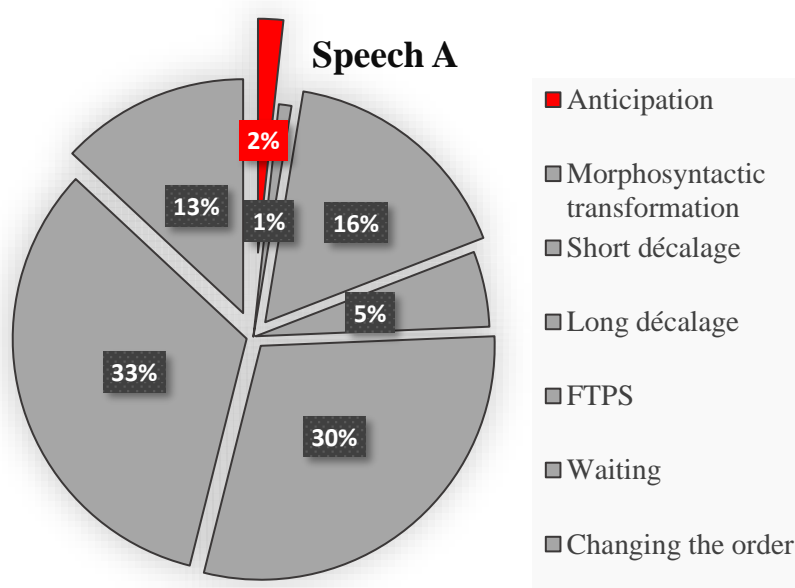 Speech A
2%
1%
16%
13%
5%
33%
30%
Anticipation
Morphosyntactic
transformation
Short décalage
Long décalage
FTPS
Waiting
Changing the order